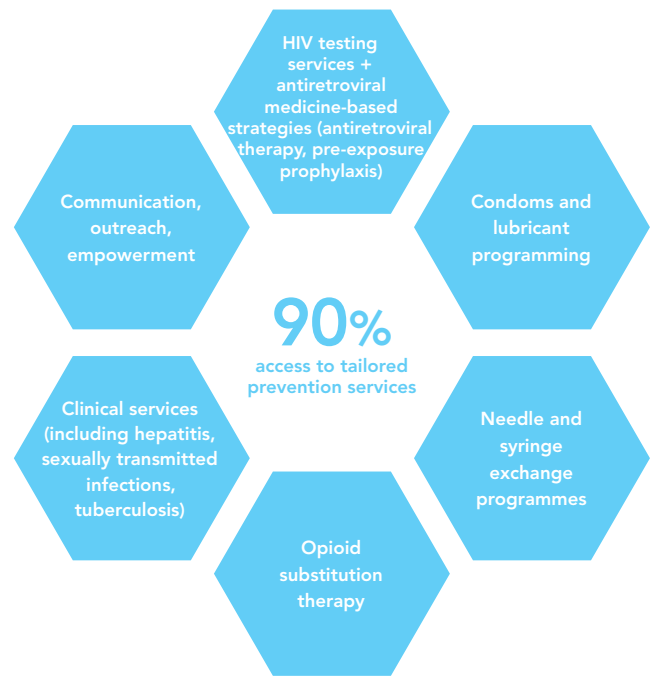 HIV testing
services +
antiretroviral
medicine-based
strategies (antiretroviral
therapy, pre-exposure
prophylaxis)
Communication,
outreach,
empowerment
Condoms and
lubricant
programming
90%
access to tailored
prevention services
Clinical services
(including hepatitis,
sexually transmitted
infections,
tuberculosis)
Needle and
syringe
exchange
programmes
Opioid
substitution
therapy